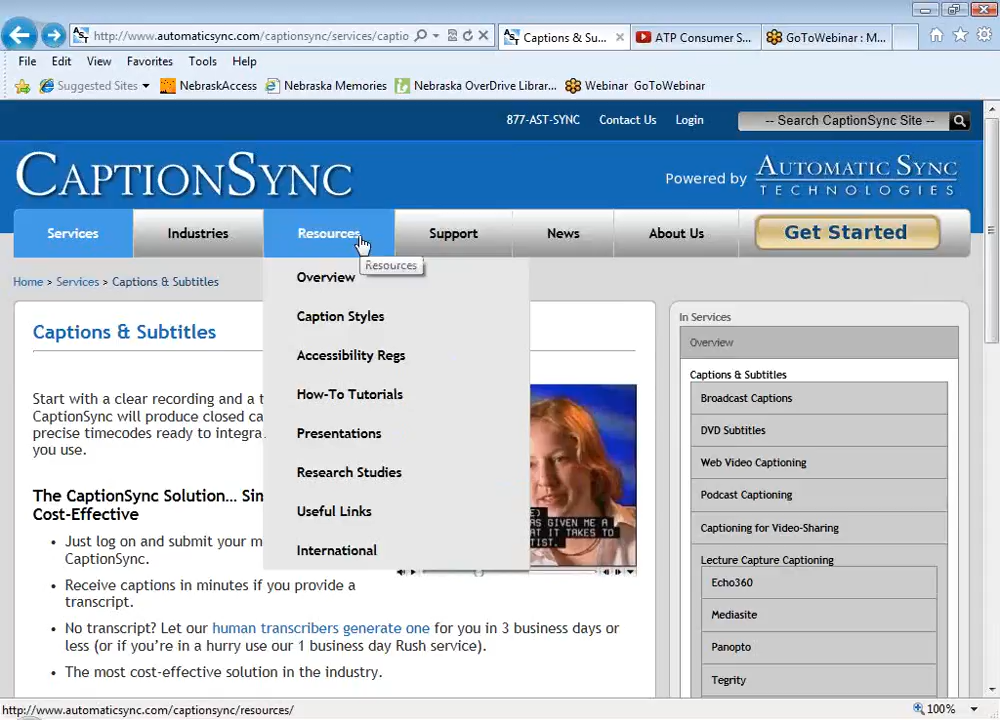 http://www.automaticsync.com/captionsync/services/captio
Captions & Su...
ATP Consumer S...
GoToWebinar : M...
File Edit View Favorites Tools Help
Suggested Sites NebraskAccess Nebraska Memories Nebraska OverDrive Librar... Webinar GoToWebinar
877-AST-SYNC Contact Us Login -- Search CaptionSync Site --
CAPTIONSYNC
Powered by
AUTOMATIC SYNC
TECHNOLOGIES
Services Industries Resources Support News About Us Get Started
Resources
Home > Services > Captions & Subtitles
Overview
Caption Styles
Accessibility Regs
How-To Tutorials
Presentations
Research Studies
Useful Links
International
Captions & Subtitles
Start with a clear recording and a t
CaptionSync will produce closed ca
precise timecodes ready to integra
you use.
The CaptionSync Solution... Sim
Cost-Effective
Just log on and submit your m
CaptionSync.
Receive captions in minutes if you provide a
transcript.
No transcript? Let our human transcribers generate one for you in 3 business days or
less (or if you're in a hurry use our 1 business day Rush service).
The most cost-effective solution in the industry.
AS GIVEN ME A
AT IT TAKES TO
TIST.
In Services
Overview
Captions & Subtitles
Broadcast Captions
DVD Subtitles
Web Video Captioning
Podcast Captioning
Captioning for Video-Sharing
Lecture Capture Captioning
Echo360
Mediasite
Panopto
Tegrity
http://www.automaticsync.com/captionsync/resources/
100%